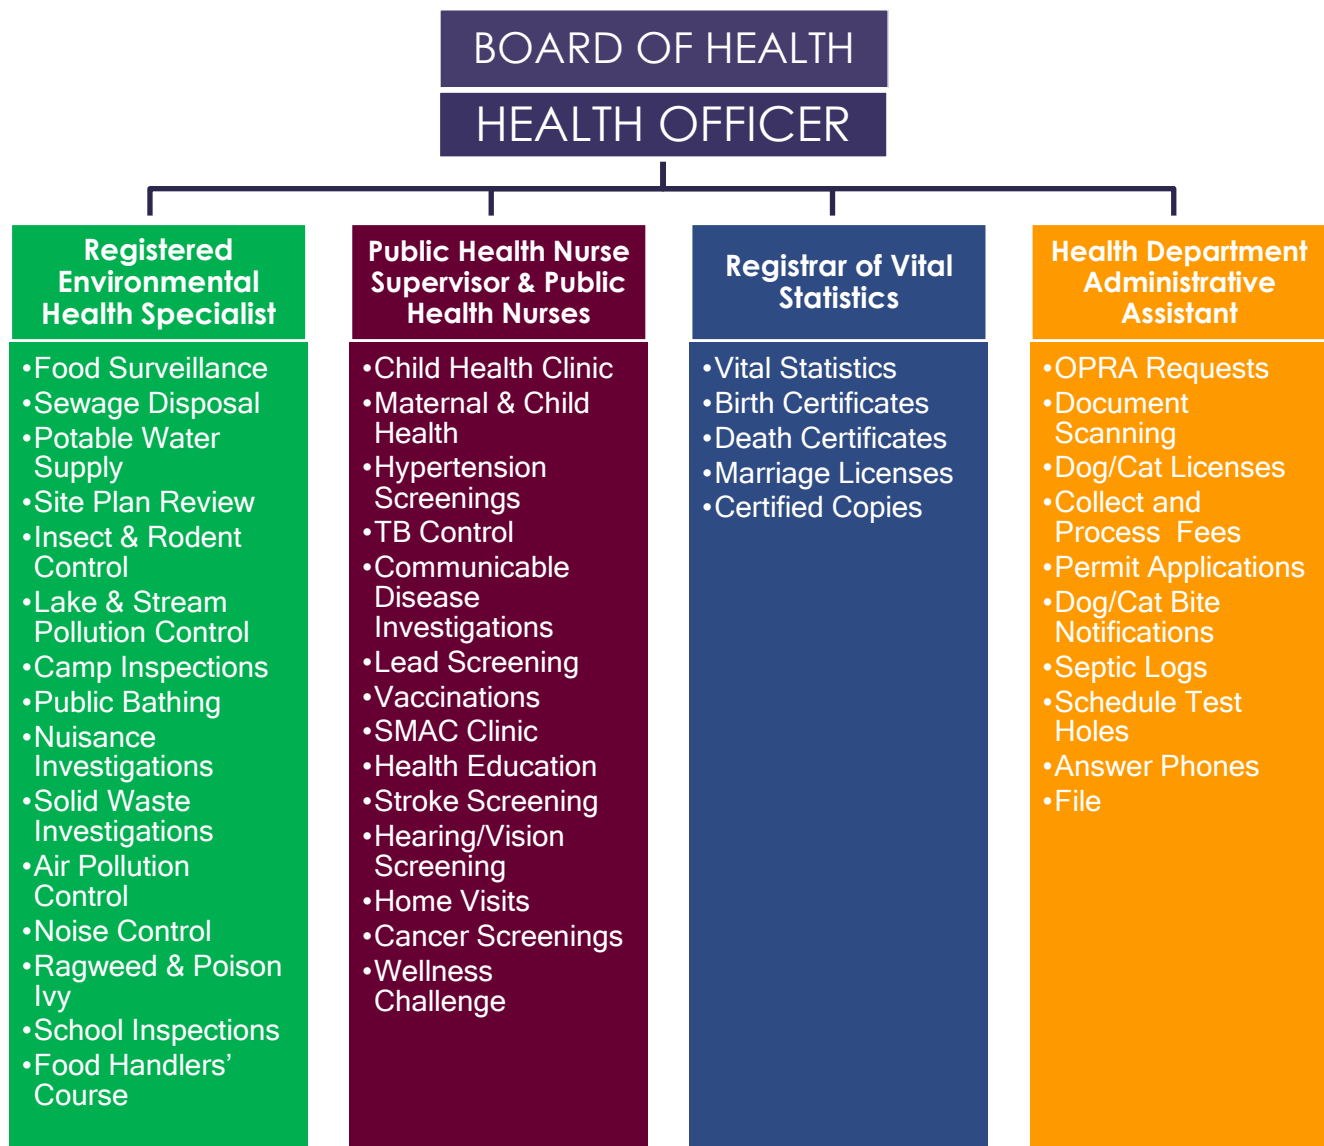 BOARD OF HEALTH
HEALTH OFFICER
Registered
Environmental
Health Specialist
•Food Surveillance
•Sewage Disposal
•Potable Water
Supply
•Site Plan Review
•Insect & Rodent
Control
•Lake & Stream
Pollution Control
•Camp Inspections
•Public Bathing
•Nuisance
Investigations
•Solid Waste
Investigations
•Air Pollution
Control
•Noise Control
•Ragweed & Poison
Ivy
•School Inspections
•Food Handlers’
Course
Public Health Nurse
Supervisor & Public
Health Nurses
•Child Health Clinic
•Maternal & Child
Health
•Hypertension
Screenings
•TB Control
•Communicable
Disease
Investigations
•Lead Screening
•Vaccinations
•SMAC Clinic
•Health Education
•Stroke Screening
•Hearing/Vision
Screening
•Home Visits
•Cancer Screenings
•Wellness
Challenge
Registrar of Vital
Statistics
•Vital Statistics
•Birth Certificates
•Death Certificates
•Marriage Licenses
•Certified Copies
Health Department
Administrative
Assistant
•OPRA Requests
•Document
Scanning
•Dog/Cat Licenses
•Collect and
Process  Fees
•Permit Applications
•Dog/Cat Bite
Notifications
•Septic Logs
•Schedule Test
Holes
•Answer Phones
•File